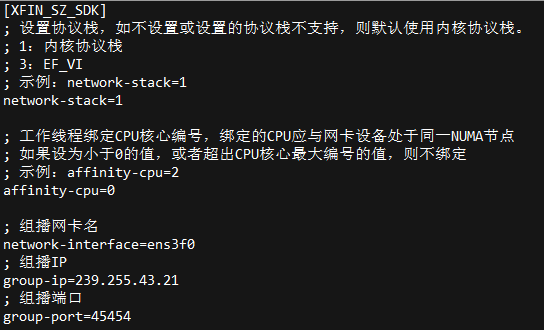 [XFIN_SZ_SDK]
; 设置协议栈，如不设置或设置的协议栈不支持，则默认使用内核协议栈。
; 1：内核协议栈
; 3：EF_VI
; 示例：network-stack=1
network-stack=1
; 工作线程绑定CPU核心编号，绑定的CPU应与网卡设备处于同一NUMA节点
; 如果设为小于0的值，或者超出CPU核心最大编号的值，则不绑定
; 示例：affinity-cpu=2
affinity-cpu=0
; 组播网卡名
network-interface=ens3f0
; 组播IP
group-ip=239.255.43.21
; 组播端口
group-port=45454